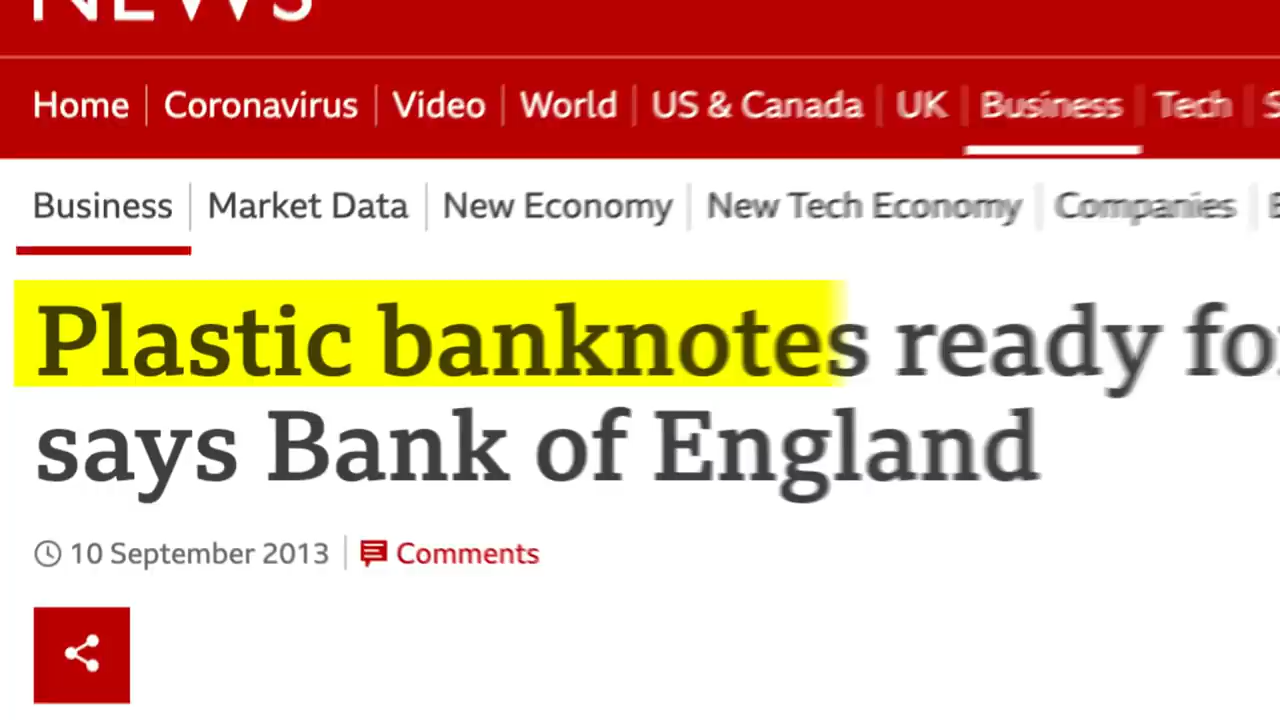 NEWS
Home Coronavirus Video World US & Canada UK Business Tech
Business Market Data New Economy New Tech Economy Companies
Plastic banknotes ready
says Bank of England
10 September 2013 Comments